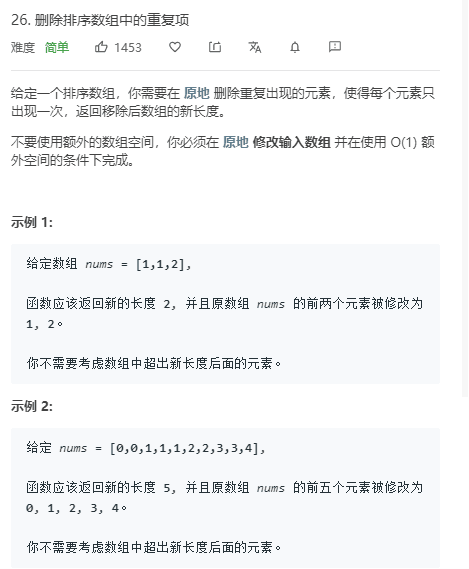 26. 删除排序数组中的重复项
难度 简单 1453
给定一个排序数组，你需要在 原地 删除重复出现的元素，使得每个元素只
出现一次，返回移除后数组的新长度。
不要使用额外的数组空间，你必须在 原地 修改输入数组 并在使用 O(1) 额
外空间的条件下完成。
示例 1:
给定数组 nums = [1,1,2],
函数应该返回新的长度 2, 并且原数组 nums 的前两个元素被修改为
1, 2。
你不需要考虑数组中超出新长度后面的元素。
示例 2:
给定 nums = [0,0,1,1,1,2,2,3,3,4],
函数应该返回新的长度 5, 并且原数组 nums 的前五个元素被修改为
0, 1, 2, 3, 4。
你不需要考虑数组中超出新长度后面的元素。